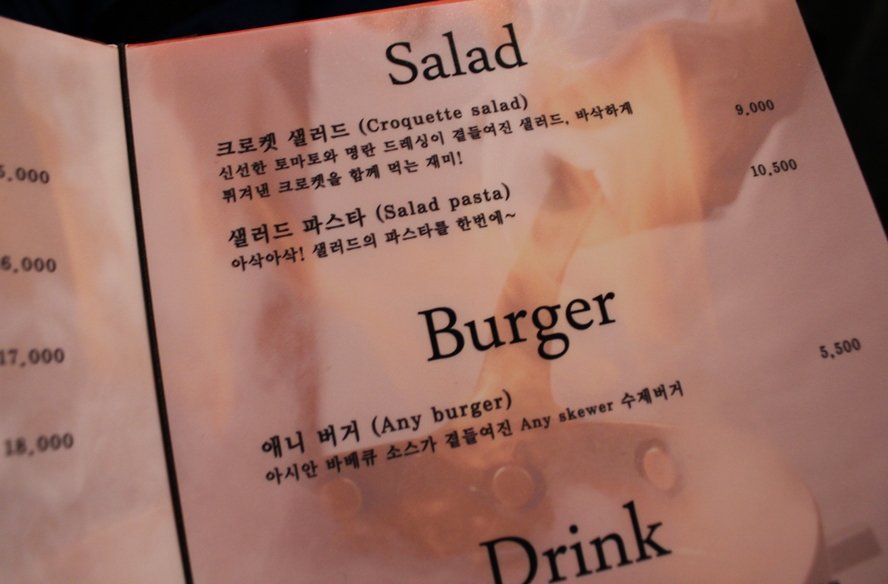 5,000
6,000
17,000
18,000
Salad
크로켓 샐러드 (Croquette salad) 9,000
신선한 토마토와 명란 드레싱이 곁들여진 샐러드, 바삭하게
튀겨낸 크로켓을 함께 먹는 재미!
샐러드 파스타 (Salad pasta) 10,500
아삭아삭! 샐러드의 파스타를 한번에~
Burger
애니 버거 (Any burger) 5,500
아시안 바베큐 소스가 곁들여진 Any skewer 수제버거
Drink